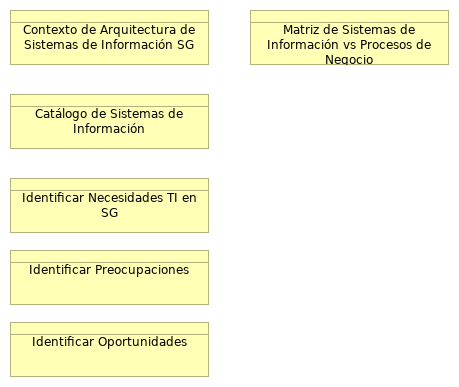 Contexto de Arquitectura de
Sistemas de Información SG
Matriz de Sistemas de
Información vs Procesos de
Negocio
Catálogo de Sistemas de
Información
Identificar Necesidades TI en
SG
Identificar Preocupaciones
Identificar Oportunidades